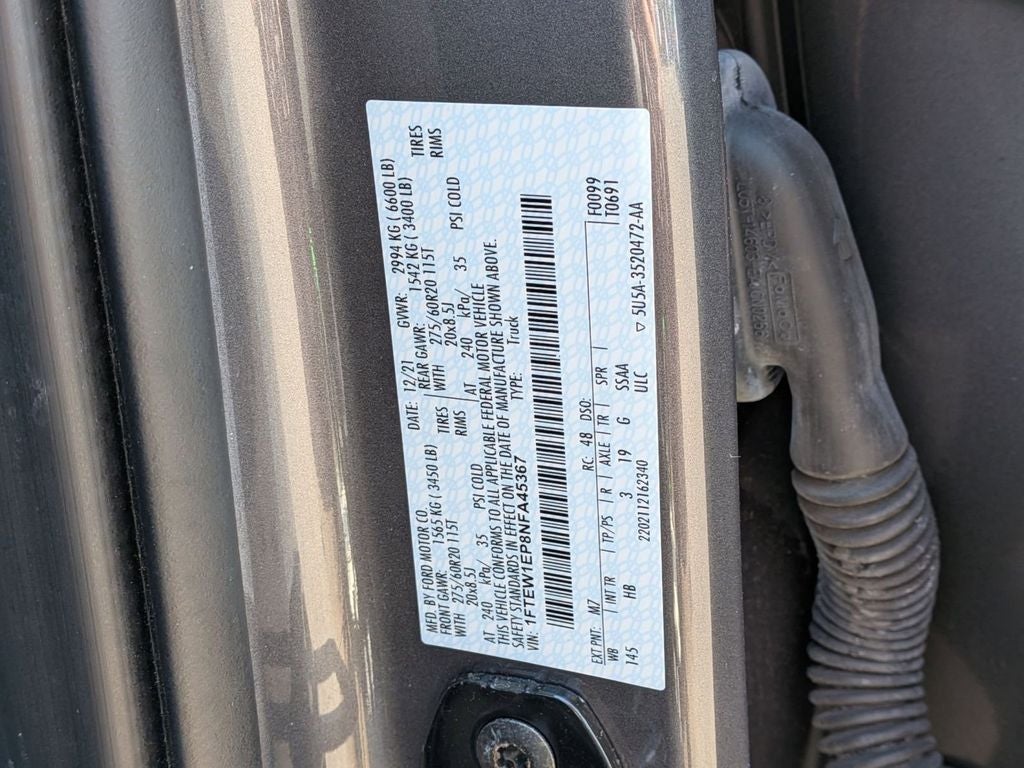 MFD. BY FORD MOTOR CO. DATE: 12/21 GVWR: 2994 KG ( 6600 LB)
FRONT GAWR: 1565 KG (3450 LB) REAR GAWR: 1542 KG ( 3400 LB)
WITH 275/60R20 115T TIRES WITH 275/60R20 115T TIRES
20x8.5J RIMS 20x8.5J RIMS
AT 240 kPa/ 35 PSI COLD AT 240 kPa/ 35 PSI COLD
THIS VEHICLE CONFORMS TO ALL APPLICABLE FEDERAL MOTOR VEHICLE
SAFETY STANDARDS IN EFFECT ON THE DATE OF MANUFACTURE SHOWN ABOVE.
VIN: 1FTEW1EP8NFA45367 TYPE: Truck
EXT PNT: M7 RC: 48 DSO: F0099
WB INT TR TP/PS R AXLE TR SPR T0691
145 HB 3 19 G SSAA
2202112162340 ULC ▽ 5U5A-3520472-AA